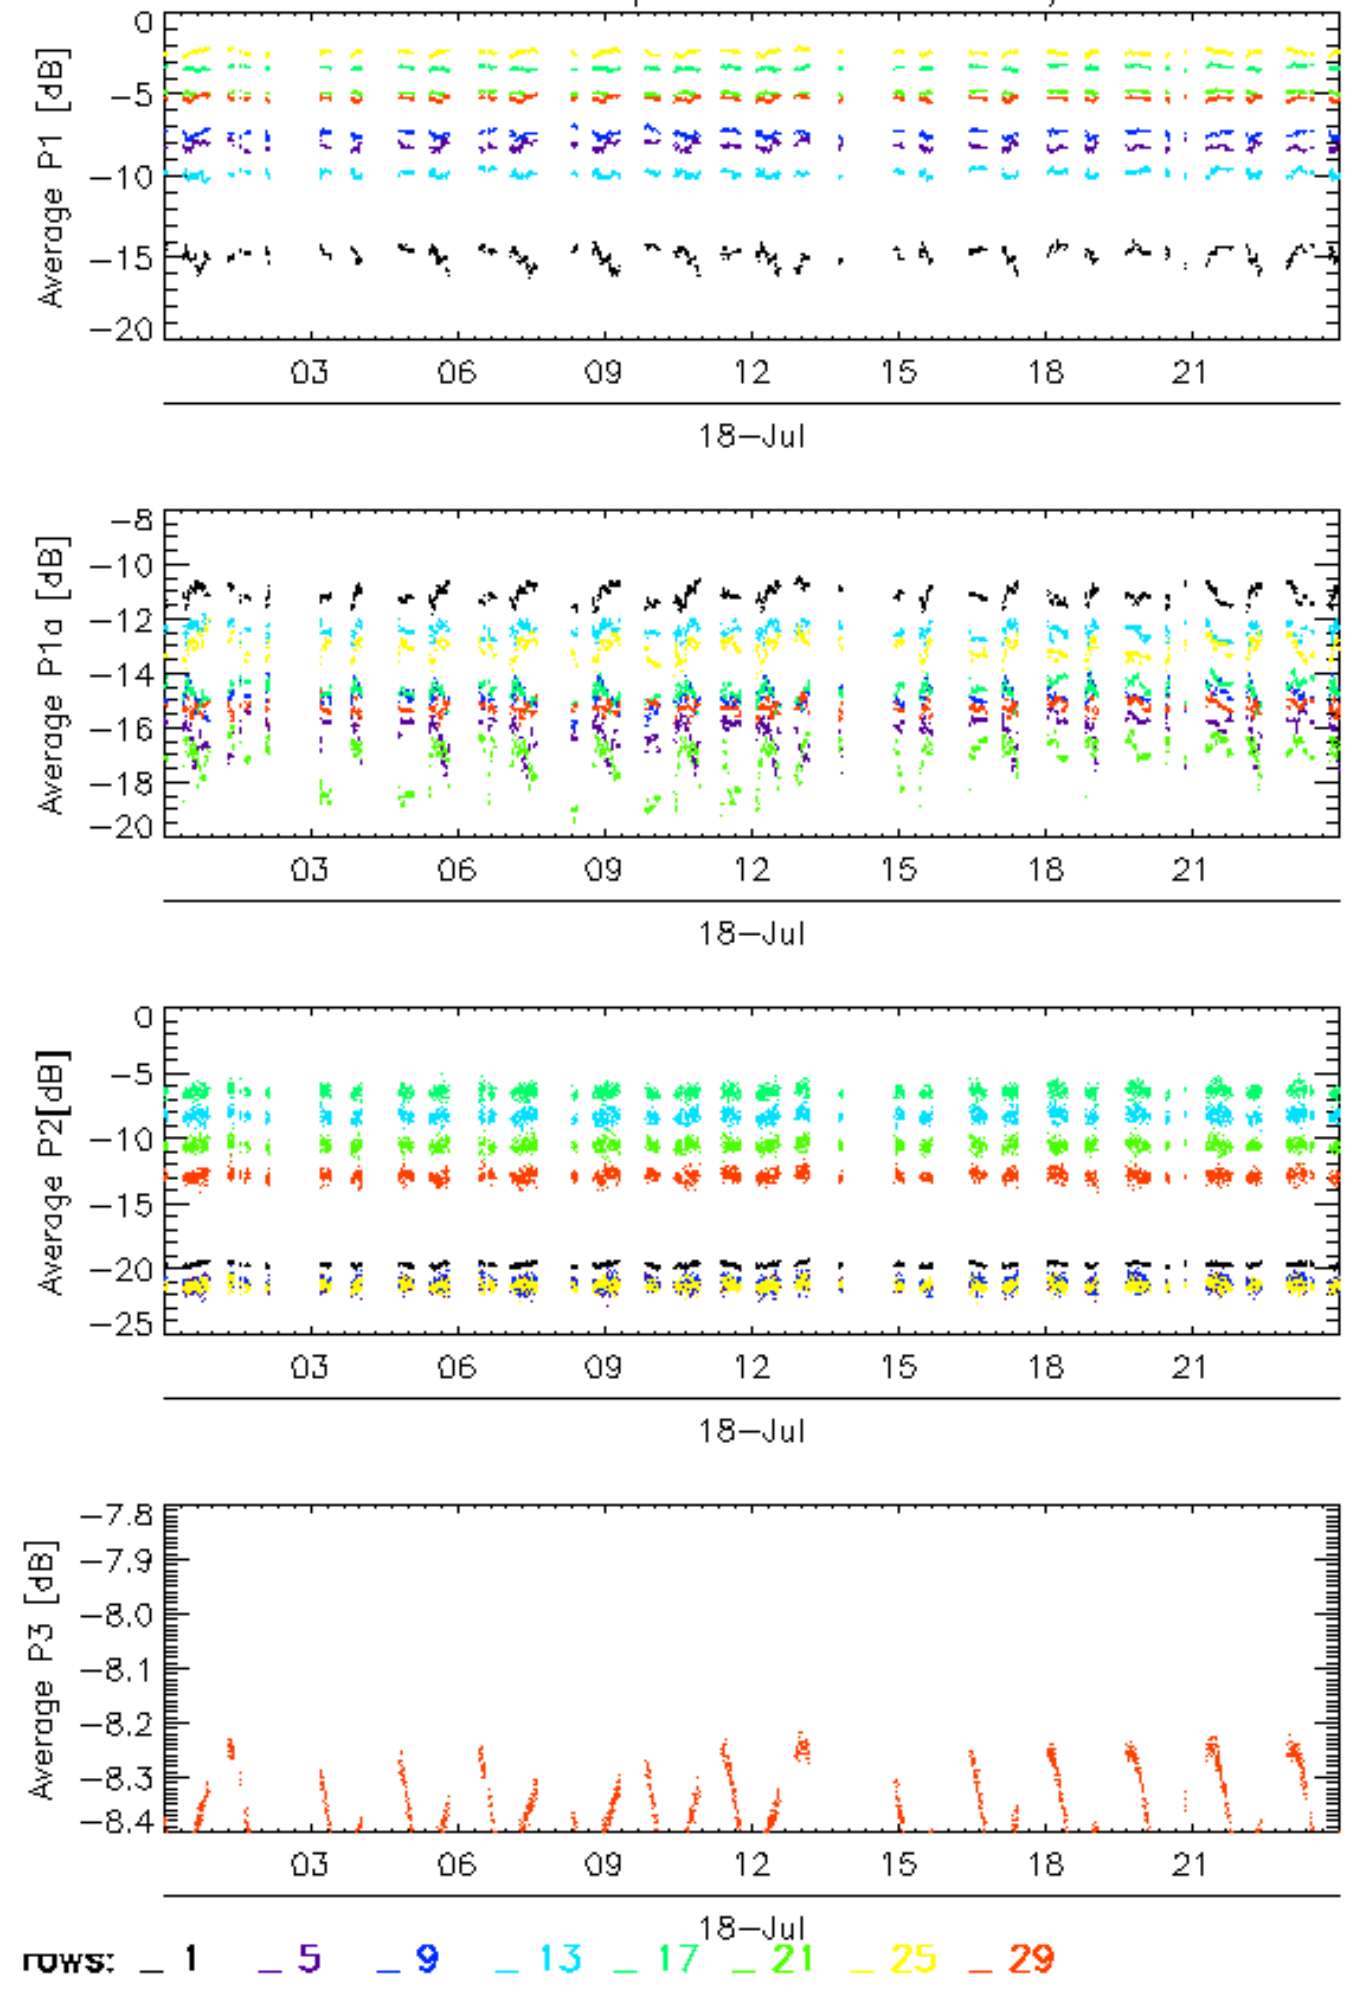 0
−5
−10
−15
−20
Average P1 [dB]
03 06 09 12 15 18 21
18−Jul
−8
−10
−12
−14
−16
−18
−20
Average P1a [dB]
03 06 09 12 15 18 21
18−Jul
0
−5
−10
−15
−20
−25
Average P2[dB]
03 06 09 12 15 18 21
18−Jul
−7.8
−7.9
−8.0
−8.1
−8.2
−8.3
−8.4
Average P3 [dB]
03 06 09 12 15 18 21
18−Jul
rows: _ 1 _ 5 _ 9 _ 13 _ 17 _ 21 _ 25 _ 29